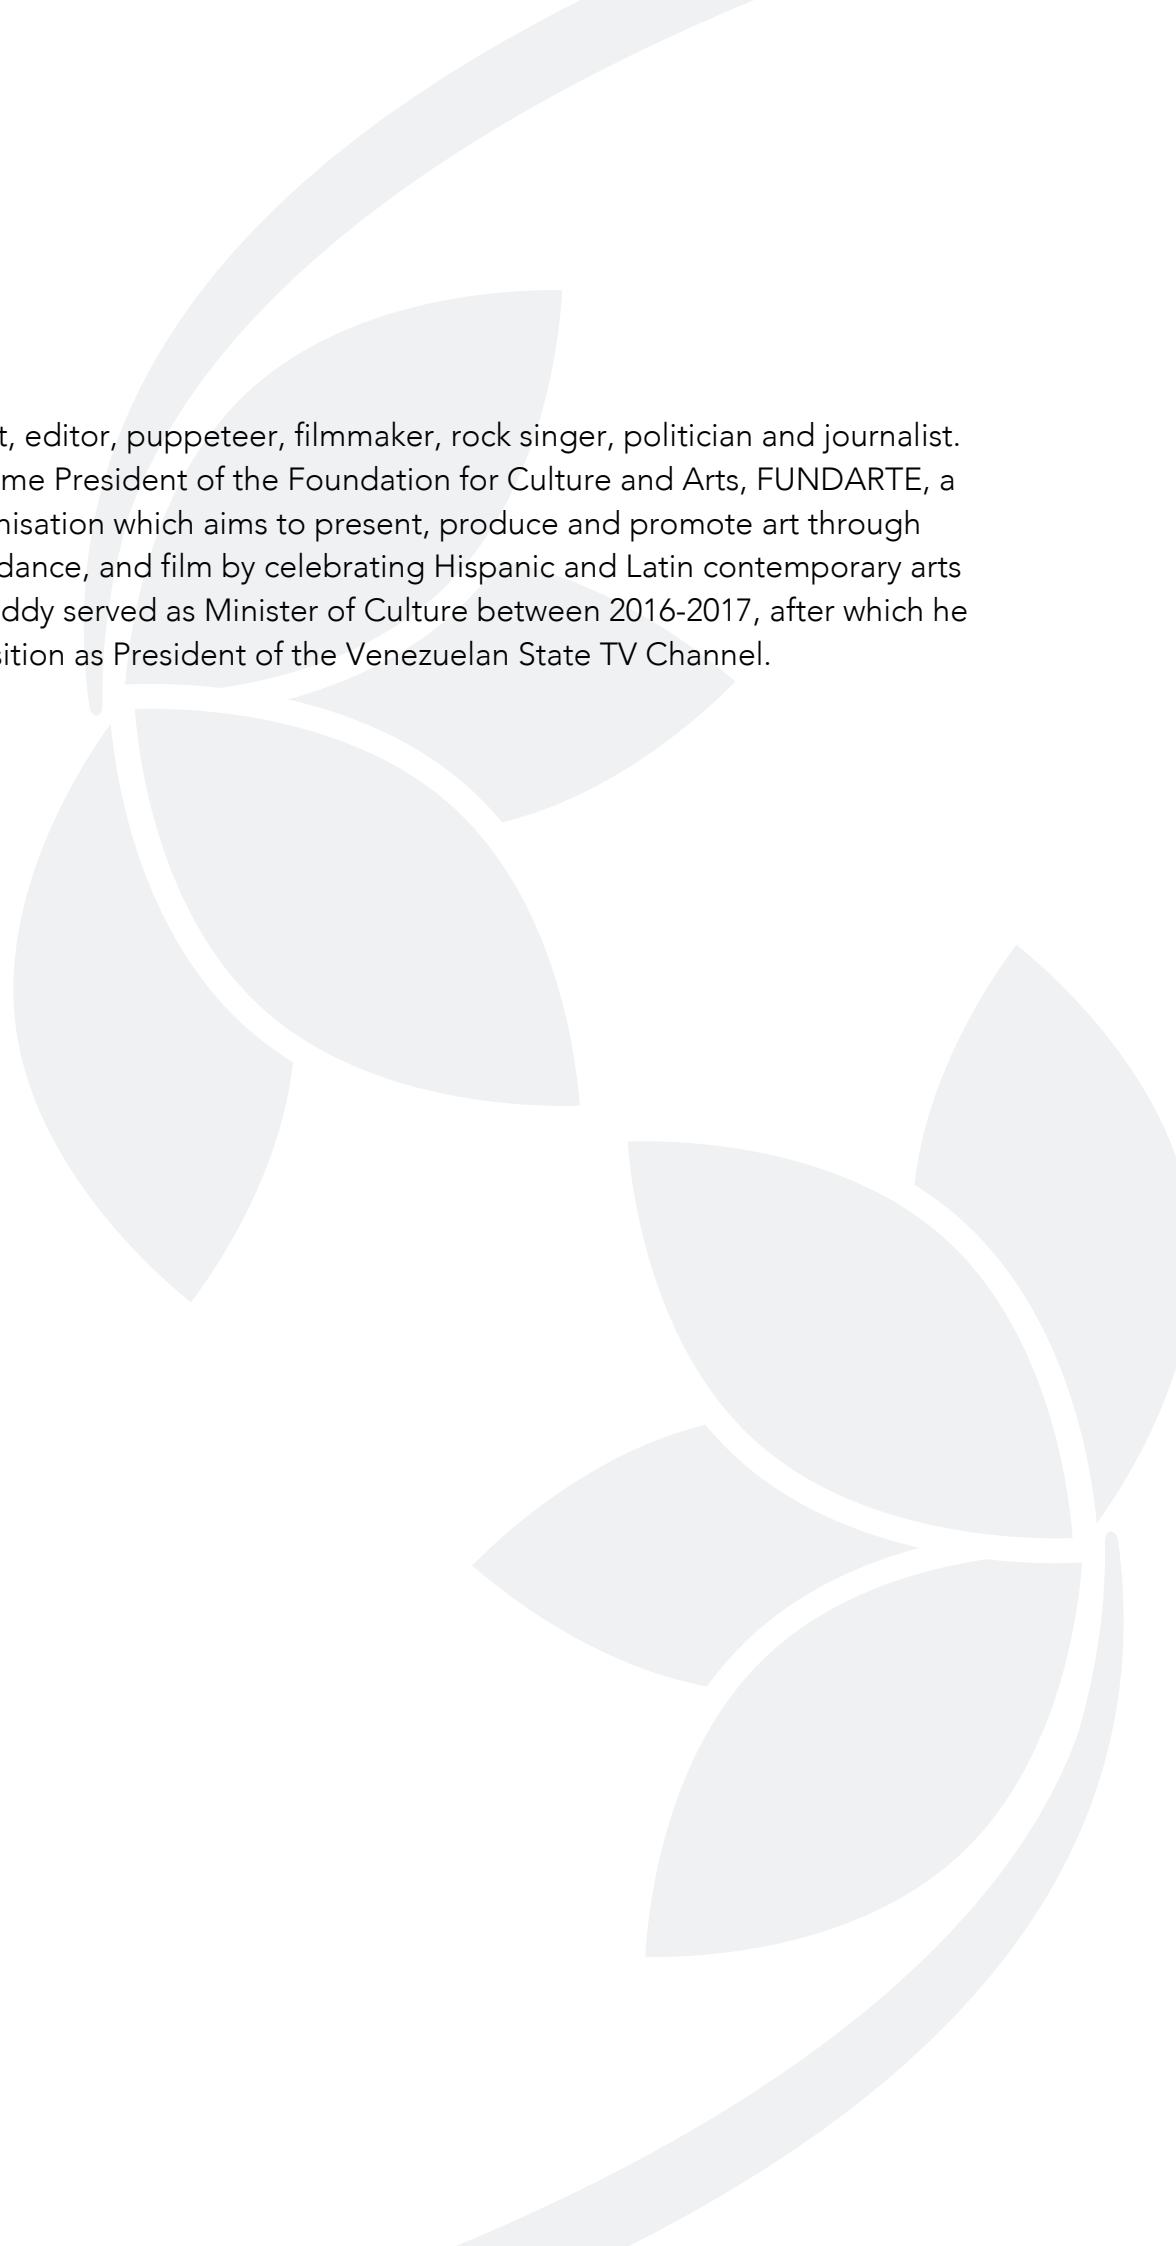 t, editor, puppeteer, filmmaker, rock singer, politician and journalist.
me President of the Foundation for Culture and Arts, FUNDARTE, a
nisation which aims to present, produce and promote art through
dance, and film by celebrating Hispanic and Latin contemporary arts
ddy served as Minister of Culture between 2016-2017, after which he
sition as President of the Venezuelan State TV Channel.